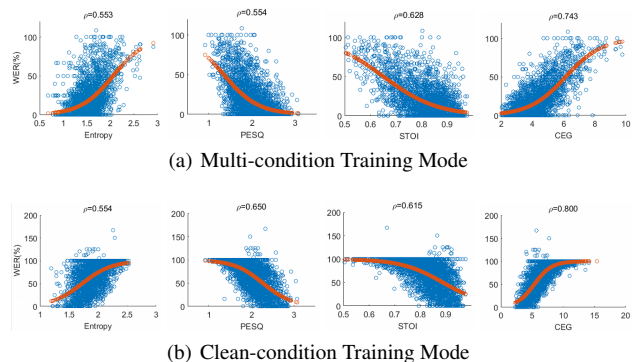 ρ=0.553 ρ=0.554 ρ=0.628 ρ=0.743
WER(%)
100 100 100 100
50 50 50 50
0 0 0 0
0.5 1 1.5 2 2.5 3 1 2 3 0.5 0.6 0.7 0.8 0.9 2 4 6 8 10
Entropy PESQ STOI CEG
(a) Multi-condition Training Mode
ρ=0.554 ρ=0.650 ρ=0.615 ρ=0.800
WER(%)
200 200 200 200
150 150 150 150
100 100 100 100
50 50 50 50
0 0 0 0
1 1.5 2 2.5 3 1 2 3 0.5 0.6 0.7 0.8 0.9 0 5 10 15 20
Entropy PESQ STOI CEG
(b) Clean-condition Training Mode